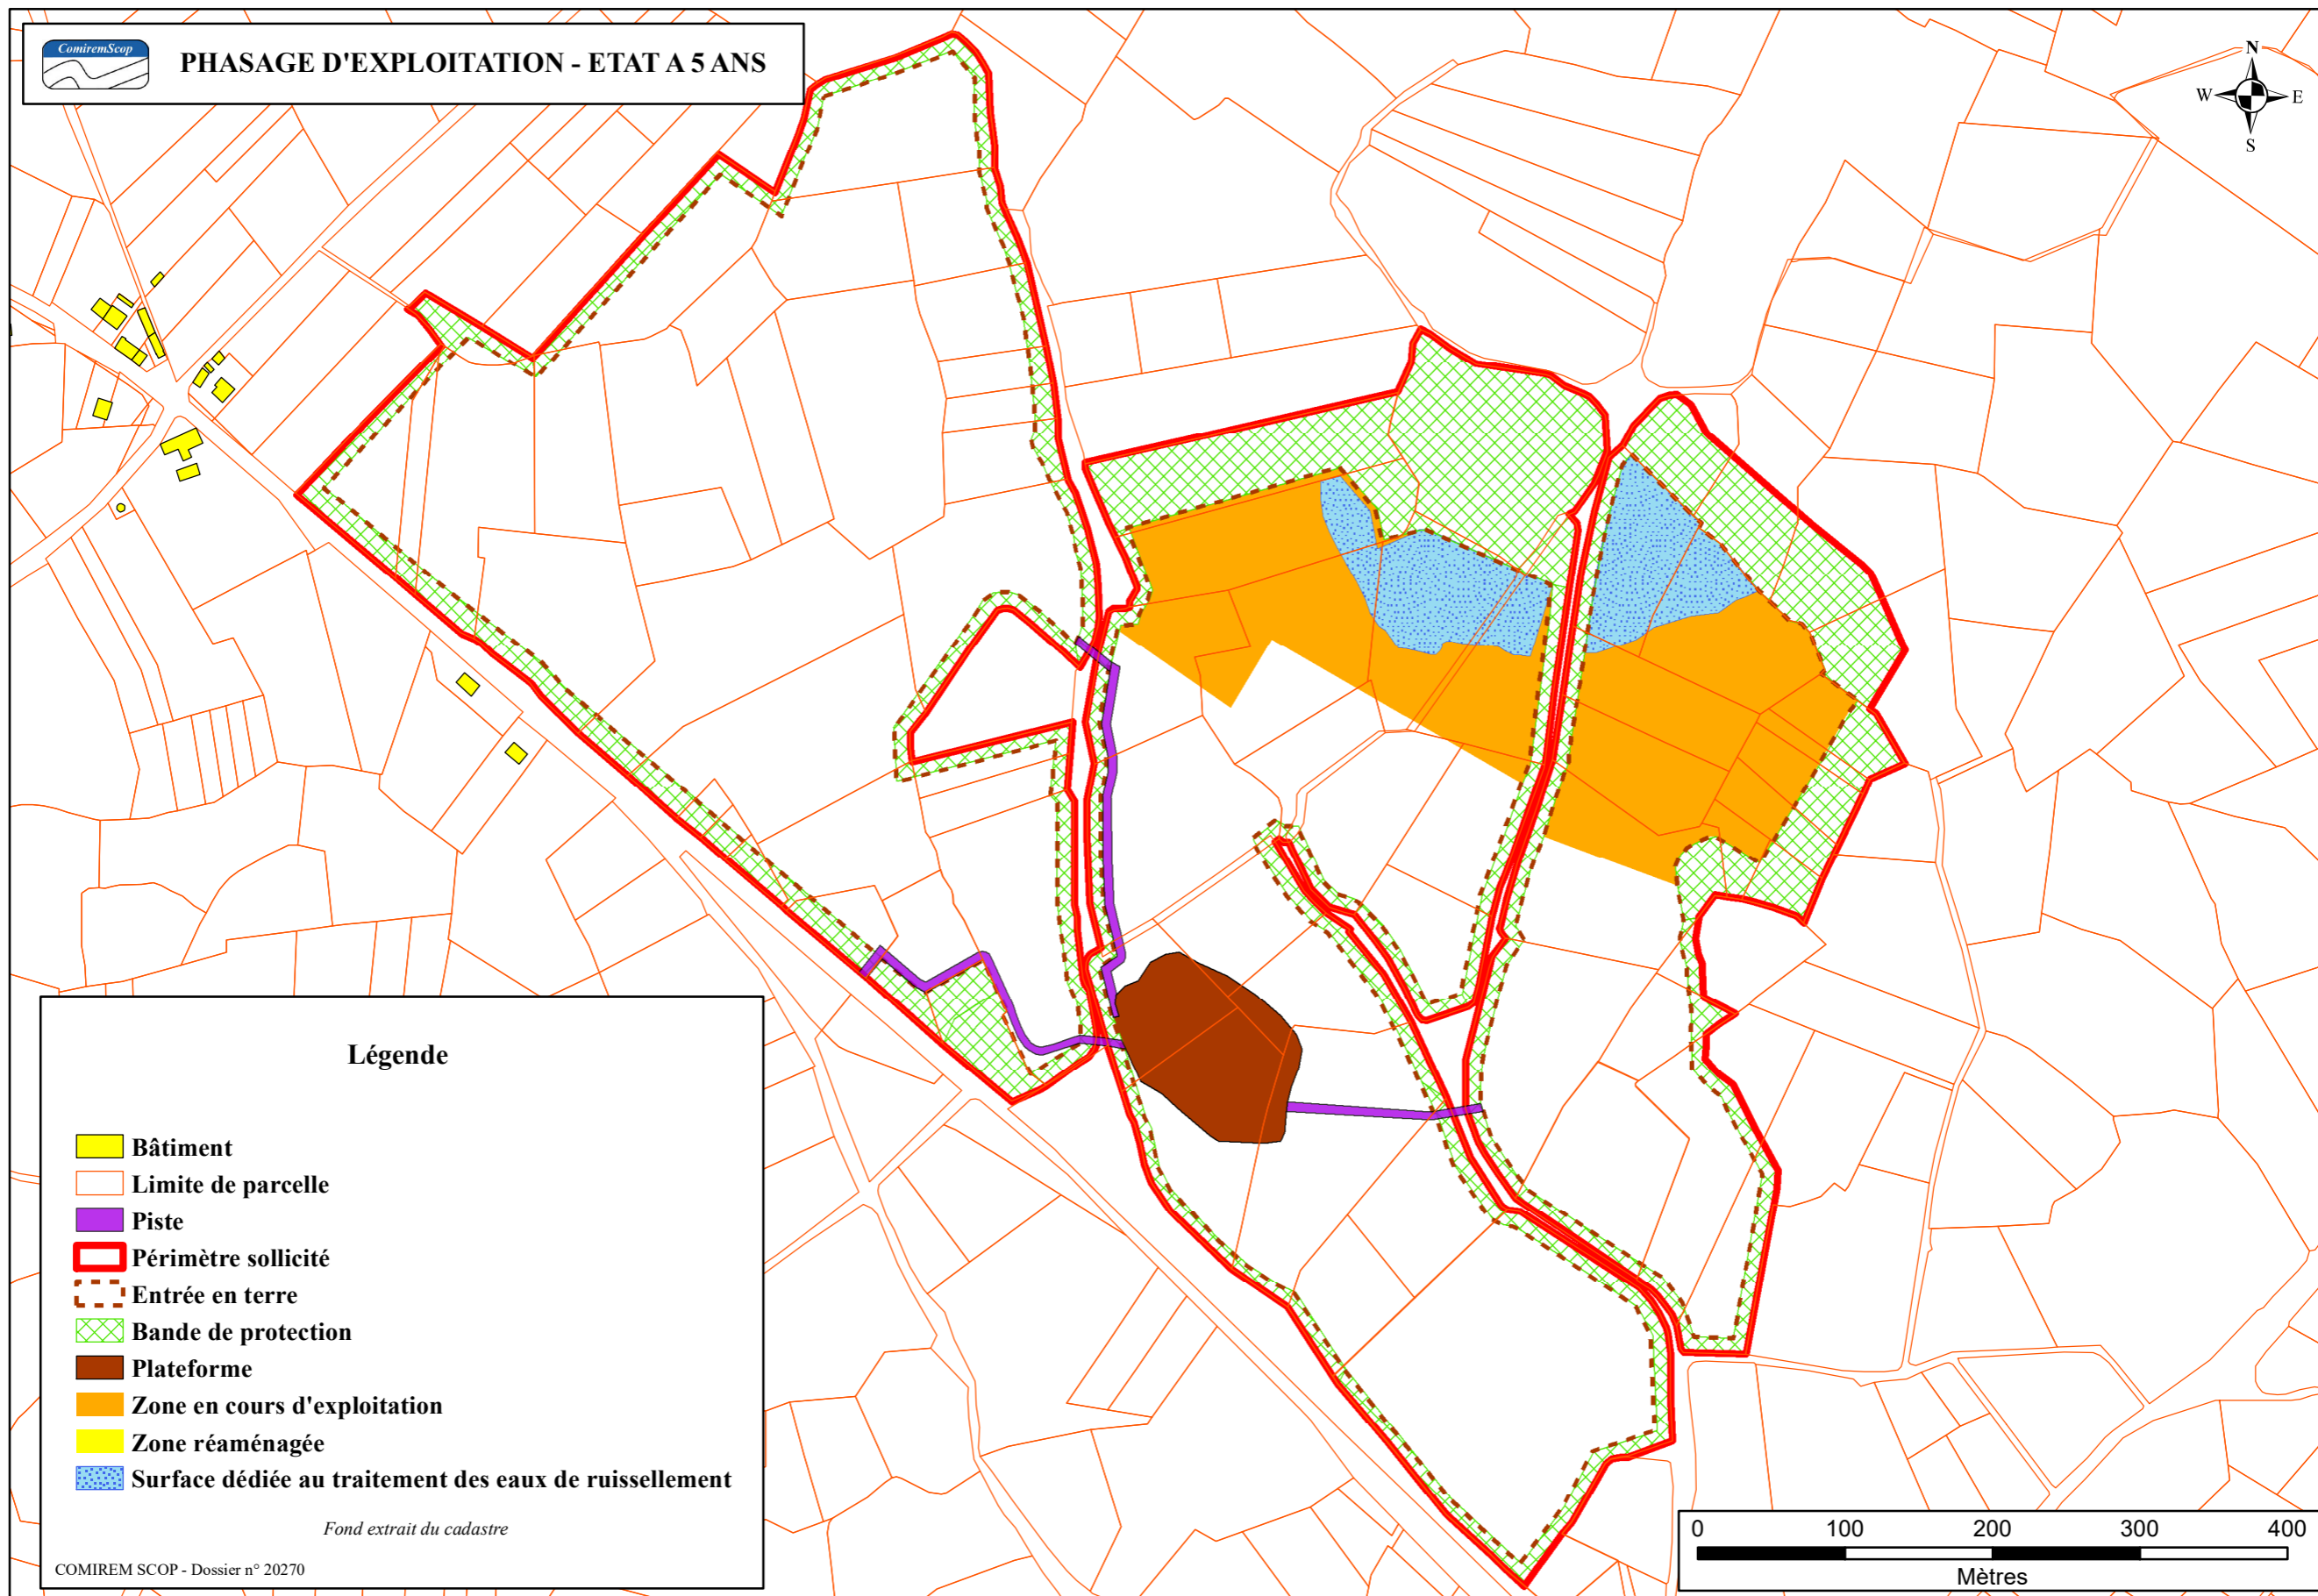 ComiremScop
PHASAGE D'EXPLOITATION - ETAT A 5 ANS
N
W E
S
Légende
Bâtiment
Limite de parcelle
Piste
Périmètre sollicité
Entrée en terre
Bande de protection
Plateforme
Zone en cours d'exploitation
Zone réaménagée
Surface dédiée au traitement des eaux de ruissellement
Fond extrait du cadastre
COMIREM SCOP - Dossier n° 20270
0 100 200 300 400
Mètres